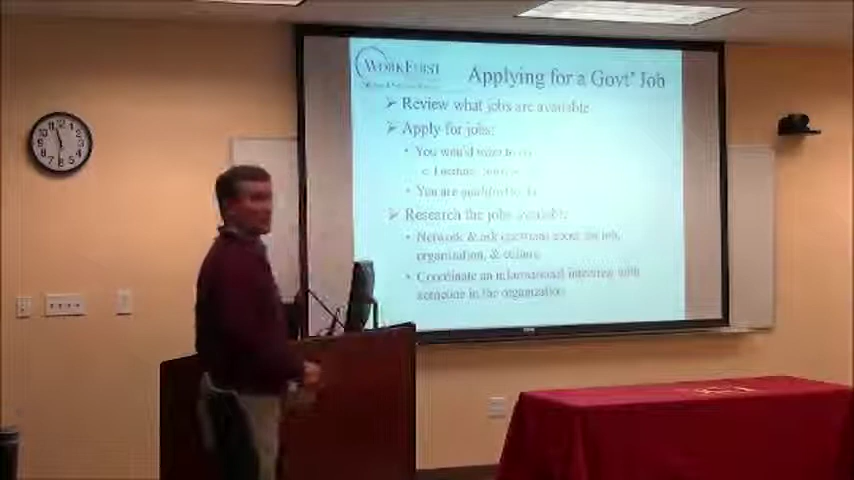 WORKFIRST
Applying for a Govt' Job
Review what jobs are available
Apply for jobs:
You would want to
You are qualified
Research the jobs available
Network & ask questions about the job,
organization, & culture
Coordinate an informational interview with
someone in the organization